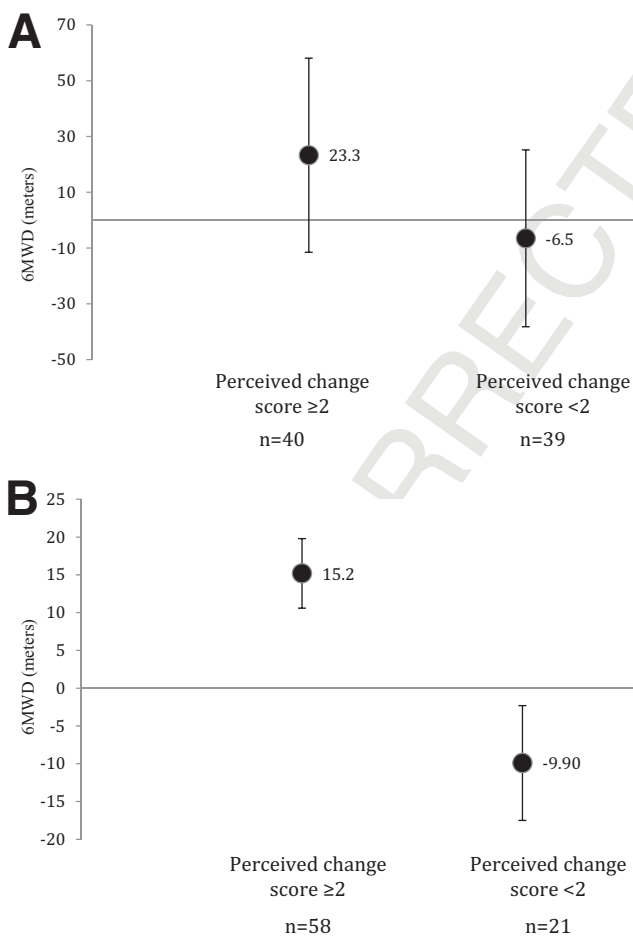 A
70
50
30
10
-10
-30
-50
6MWD (meters)
23.3
-6.5
Perceived change
score ≥2
n=40
Perceived change
score <2
n=39
RRECTE
B
25
20
15
10
5
0
-5
-10
-15
-20
6MWD (meters)
15.2
-9.90
Perceived change
score ≥2
n=58
Perceived change
score <2
n=21